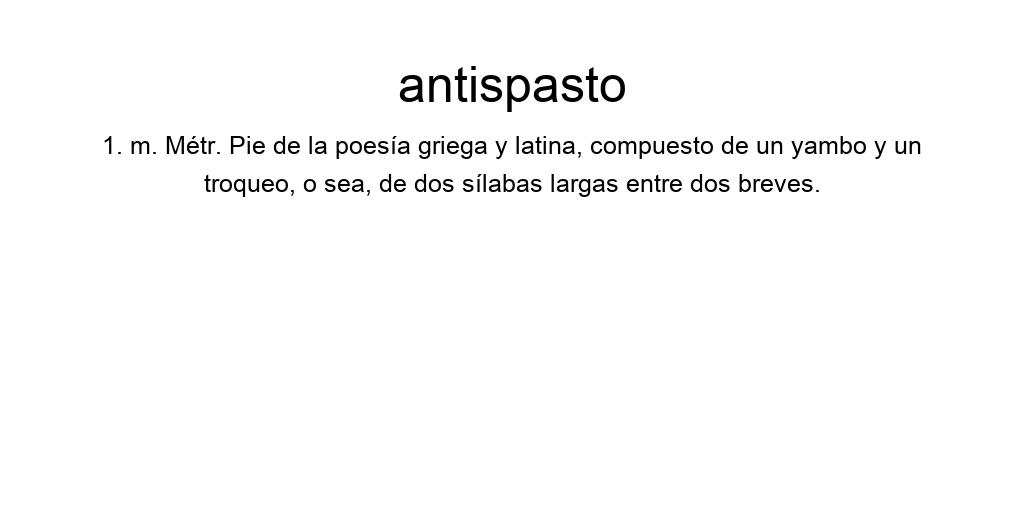 antispasto
1. m. Métr. Pie de la poesía griega y latina, compuesto de un yambo y un
troqueo, o sea, de dos sílabas largas entre dos breves.